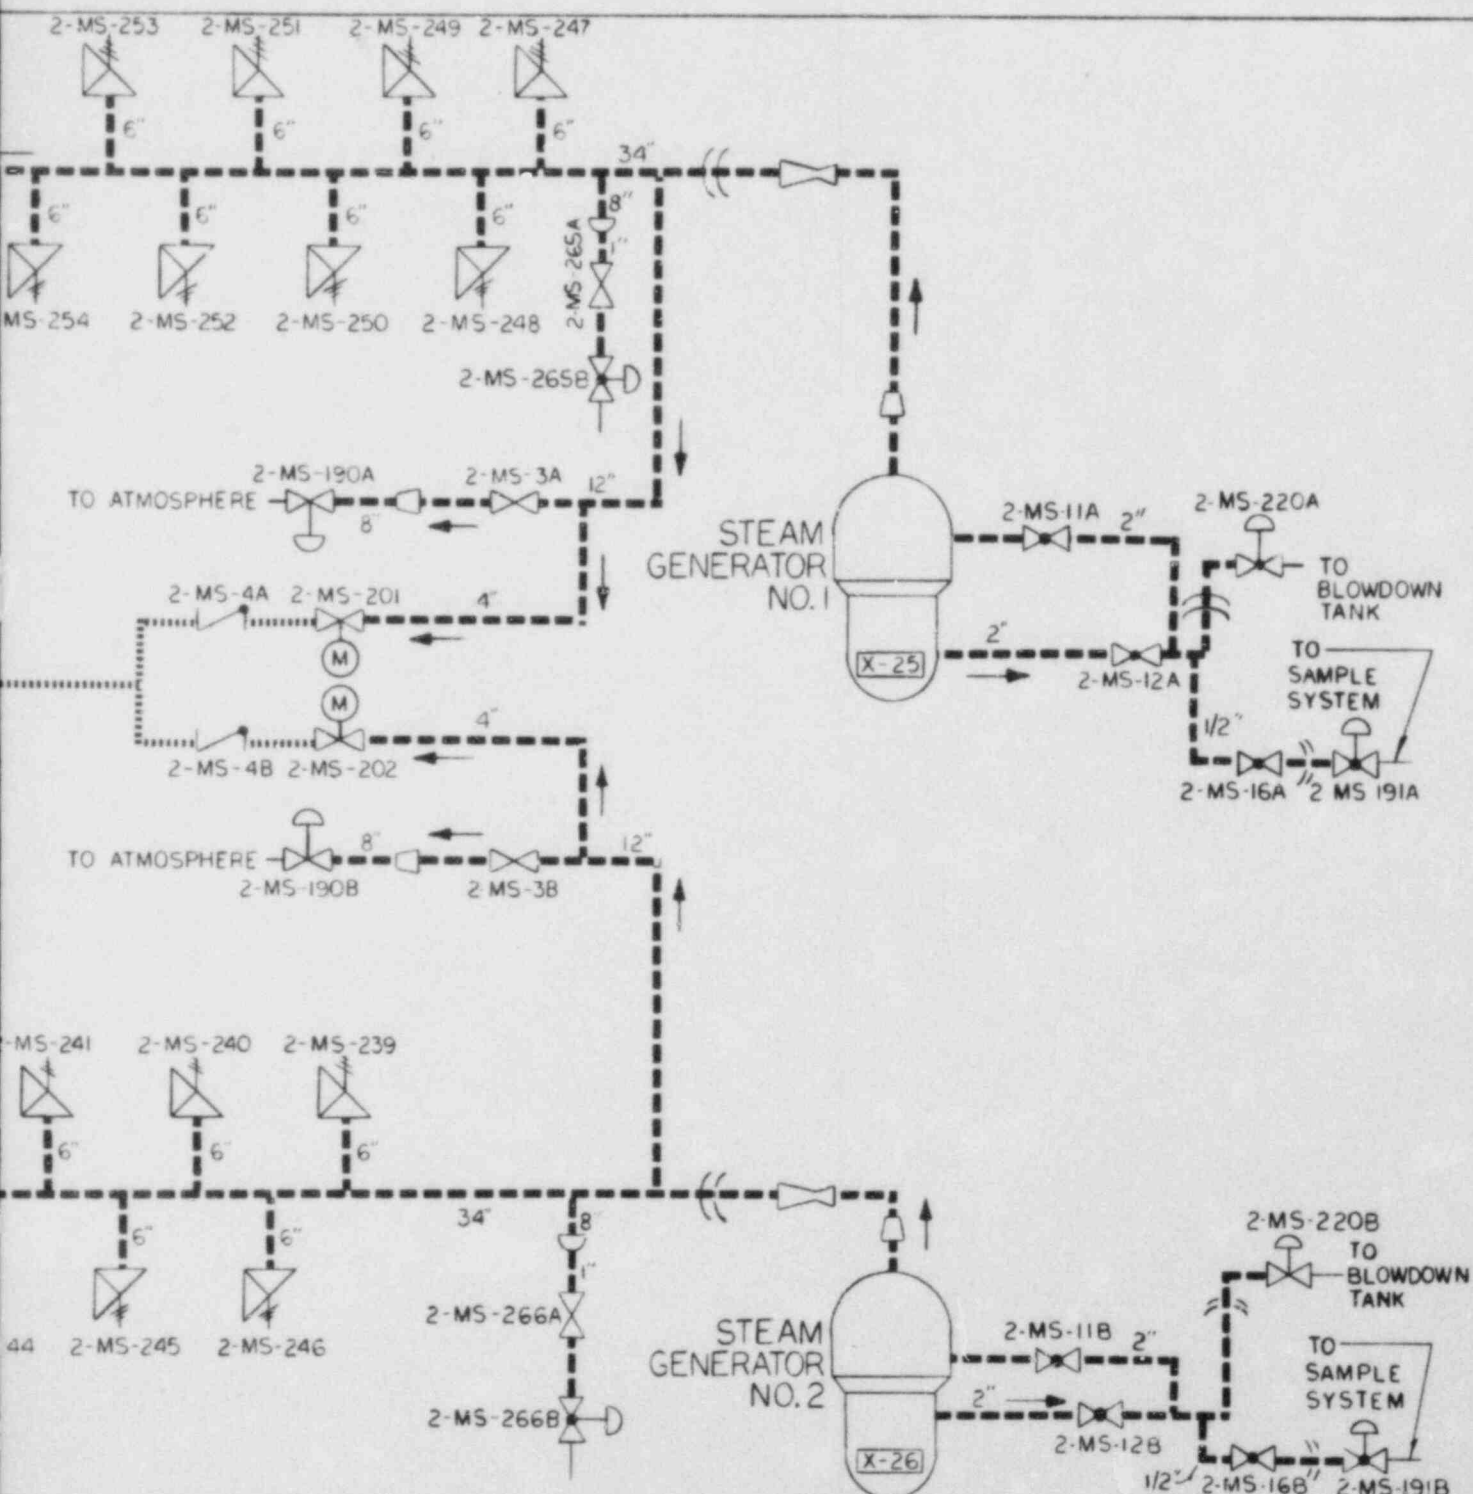 2-MS-253 2-MS-251 2-MS-249 2-MS-247
6" 6" 6" 6"
34"
6" 6" 6" 6" 8"
2-MS-265A 1"
MS-254 2-MS-252 2-MS-250 2-MS-248
2-MS-265B
2-MS-190A 2-MS-3A
TO ATMOSPHERE 12"
8"
STEAM
GENERATOR
NO. 1
2-MS-11A 2" 2-MS-220A
TO
BLOWDOWN
TANK
2-MS-4A 2-MS-201 4"
M
X-25
2"
2-MS-12A
TO
SAMPLE
SYSTEM
M
4"
1/2"
2-MS-4B 2-MS-202
2-MS-16A 2 MS 191A
8" 12"
TO ATMOSPHERE
2-MS-190B 2-MS-3B
-MS-241 2-MS-240 2-MS-239
6" 6" 6"
34" 8"
6" 6"
1"
2-MS-220B
TO
BLOWDOWN
TANK
2-MS-266A
44 2-MS-245 2-MS-246
STEAM
GENERATOR
NO. 2
2-MS-11B 2"
TO
SAMPLE
SYSTEM
2"
2-MS-266B
2-MS-12B
X-26
1/2" 2-MS-16B 2-MS-191B